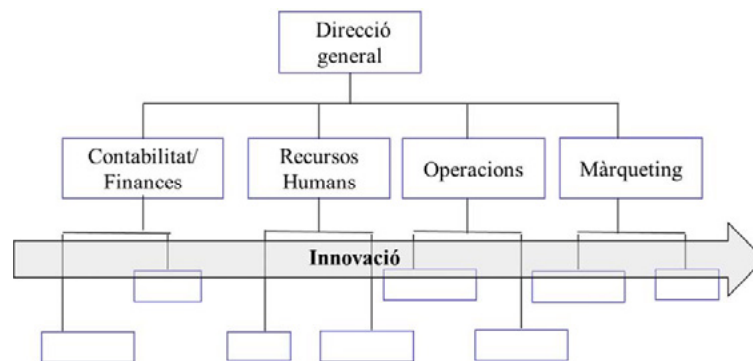 Direcció
general
Contabilitat/
Finances
Recursos
Humans
Operacions
Màrqueting
Innovació